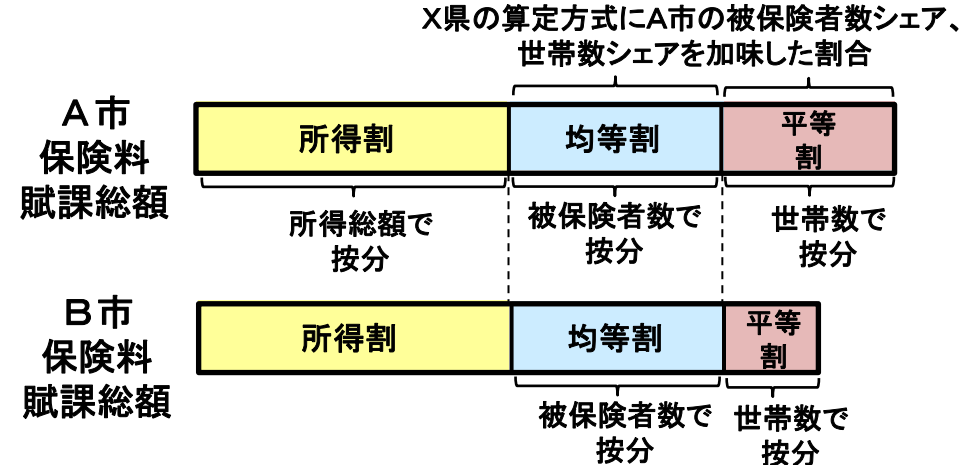 X県の算定方式にA市の被保険者数シェア、
世帯数シェアを加味した割合
A市
保険料
賦課総額
所得割
均等割
平等
割
所得総額で
按分
被保険者数で
按分
世帯数で
按分
B市
保険料
賦課総額
所得割
均等割
平等
割
被保険者数で
按分
世帯数で
按分